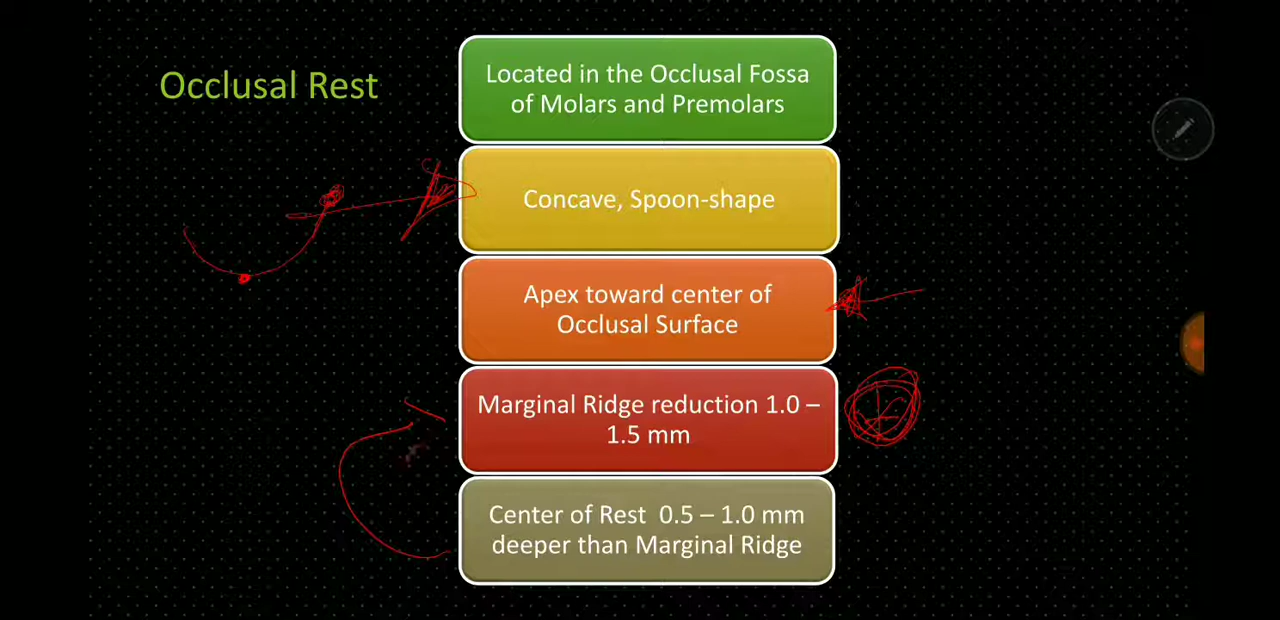 Occlusal Rest
Located in the Occlusal Fossa
of Molars and Premolars
Concave, Spoon-shape
Apex toward center of
Occlusal Surface
Marginal Ridge reduction 1.0 –
1.5 mm
Center of Rest 0.5 – 1.0 mm
deeper than Marginal Ridge